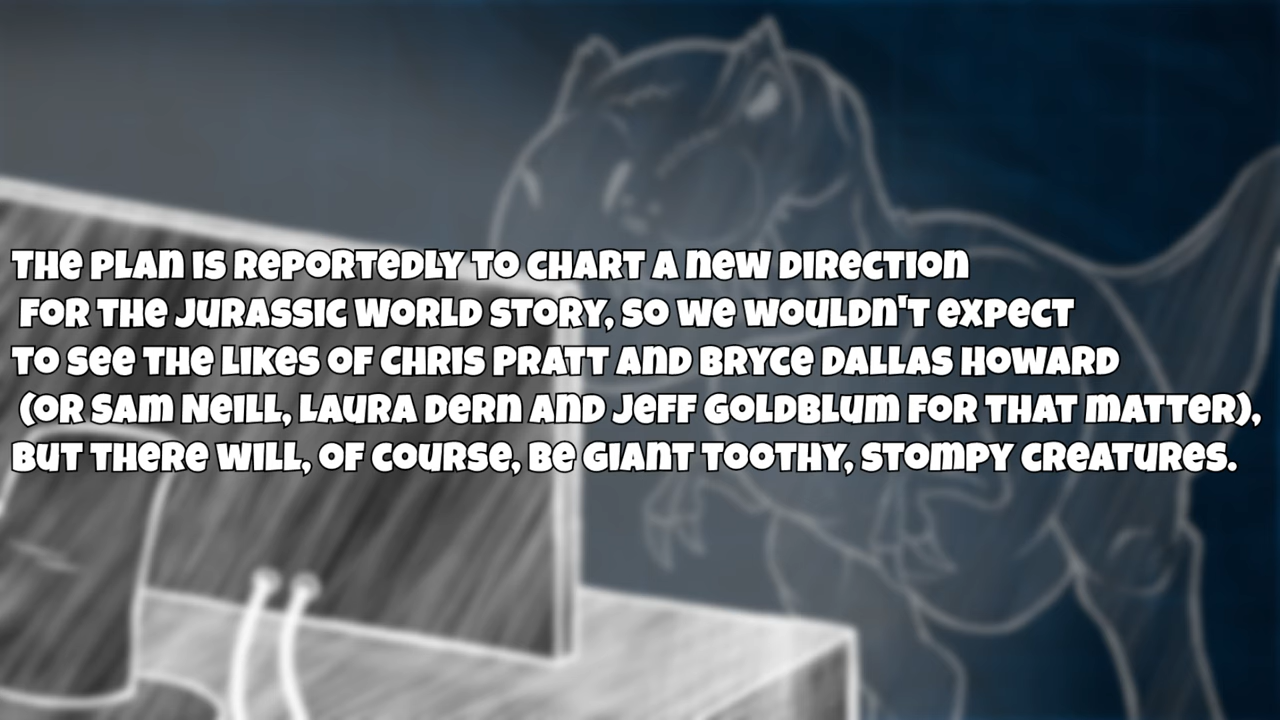 The plan is reportedly to chart a new direction
for the Jurassic World story, so we wouldn't expect
to see the likes of Chris Pratt and Bryce Dallas Howard
(or Sam Neill, Laura Dern and Jeff Goldblum for that matter),
but there will, of course, be giant toothy, stompy creatures.